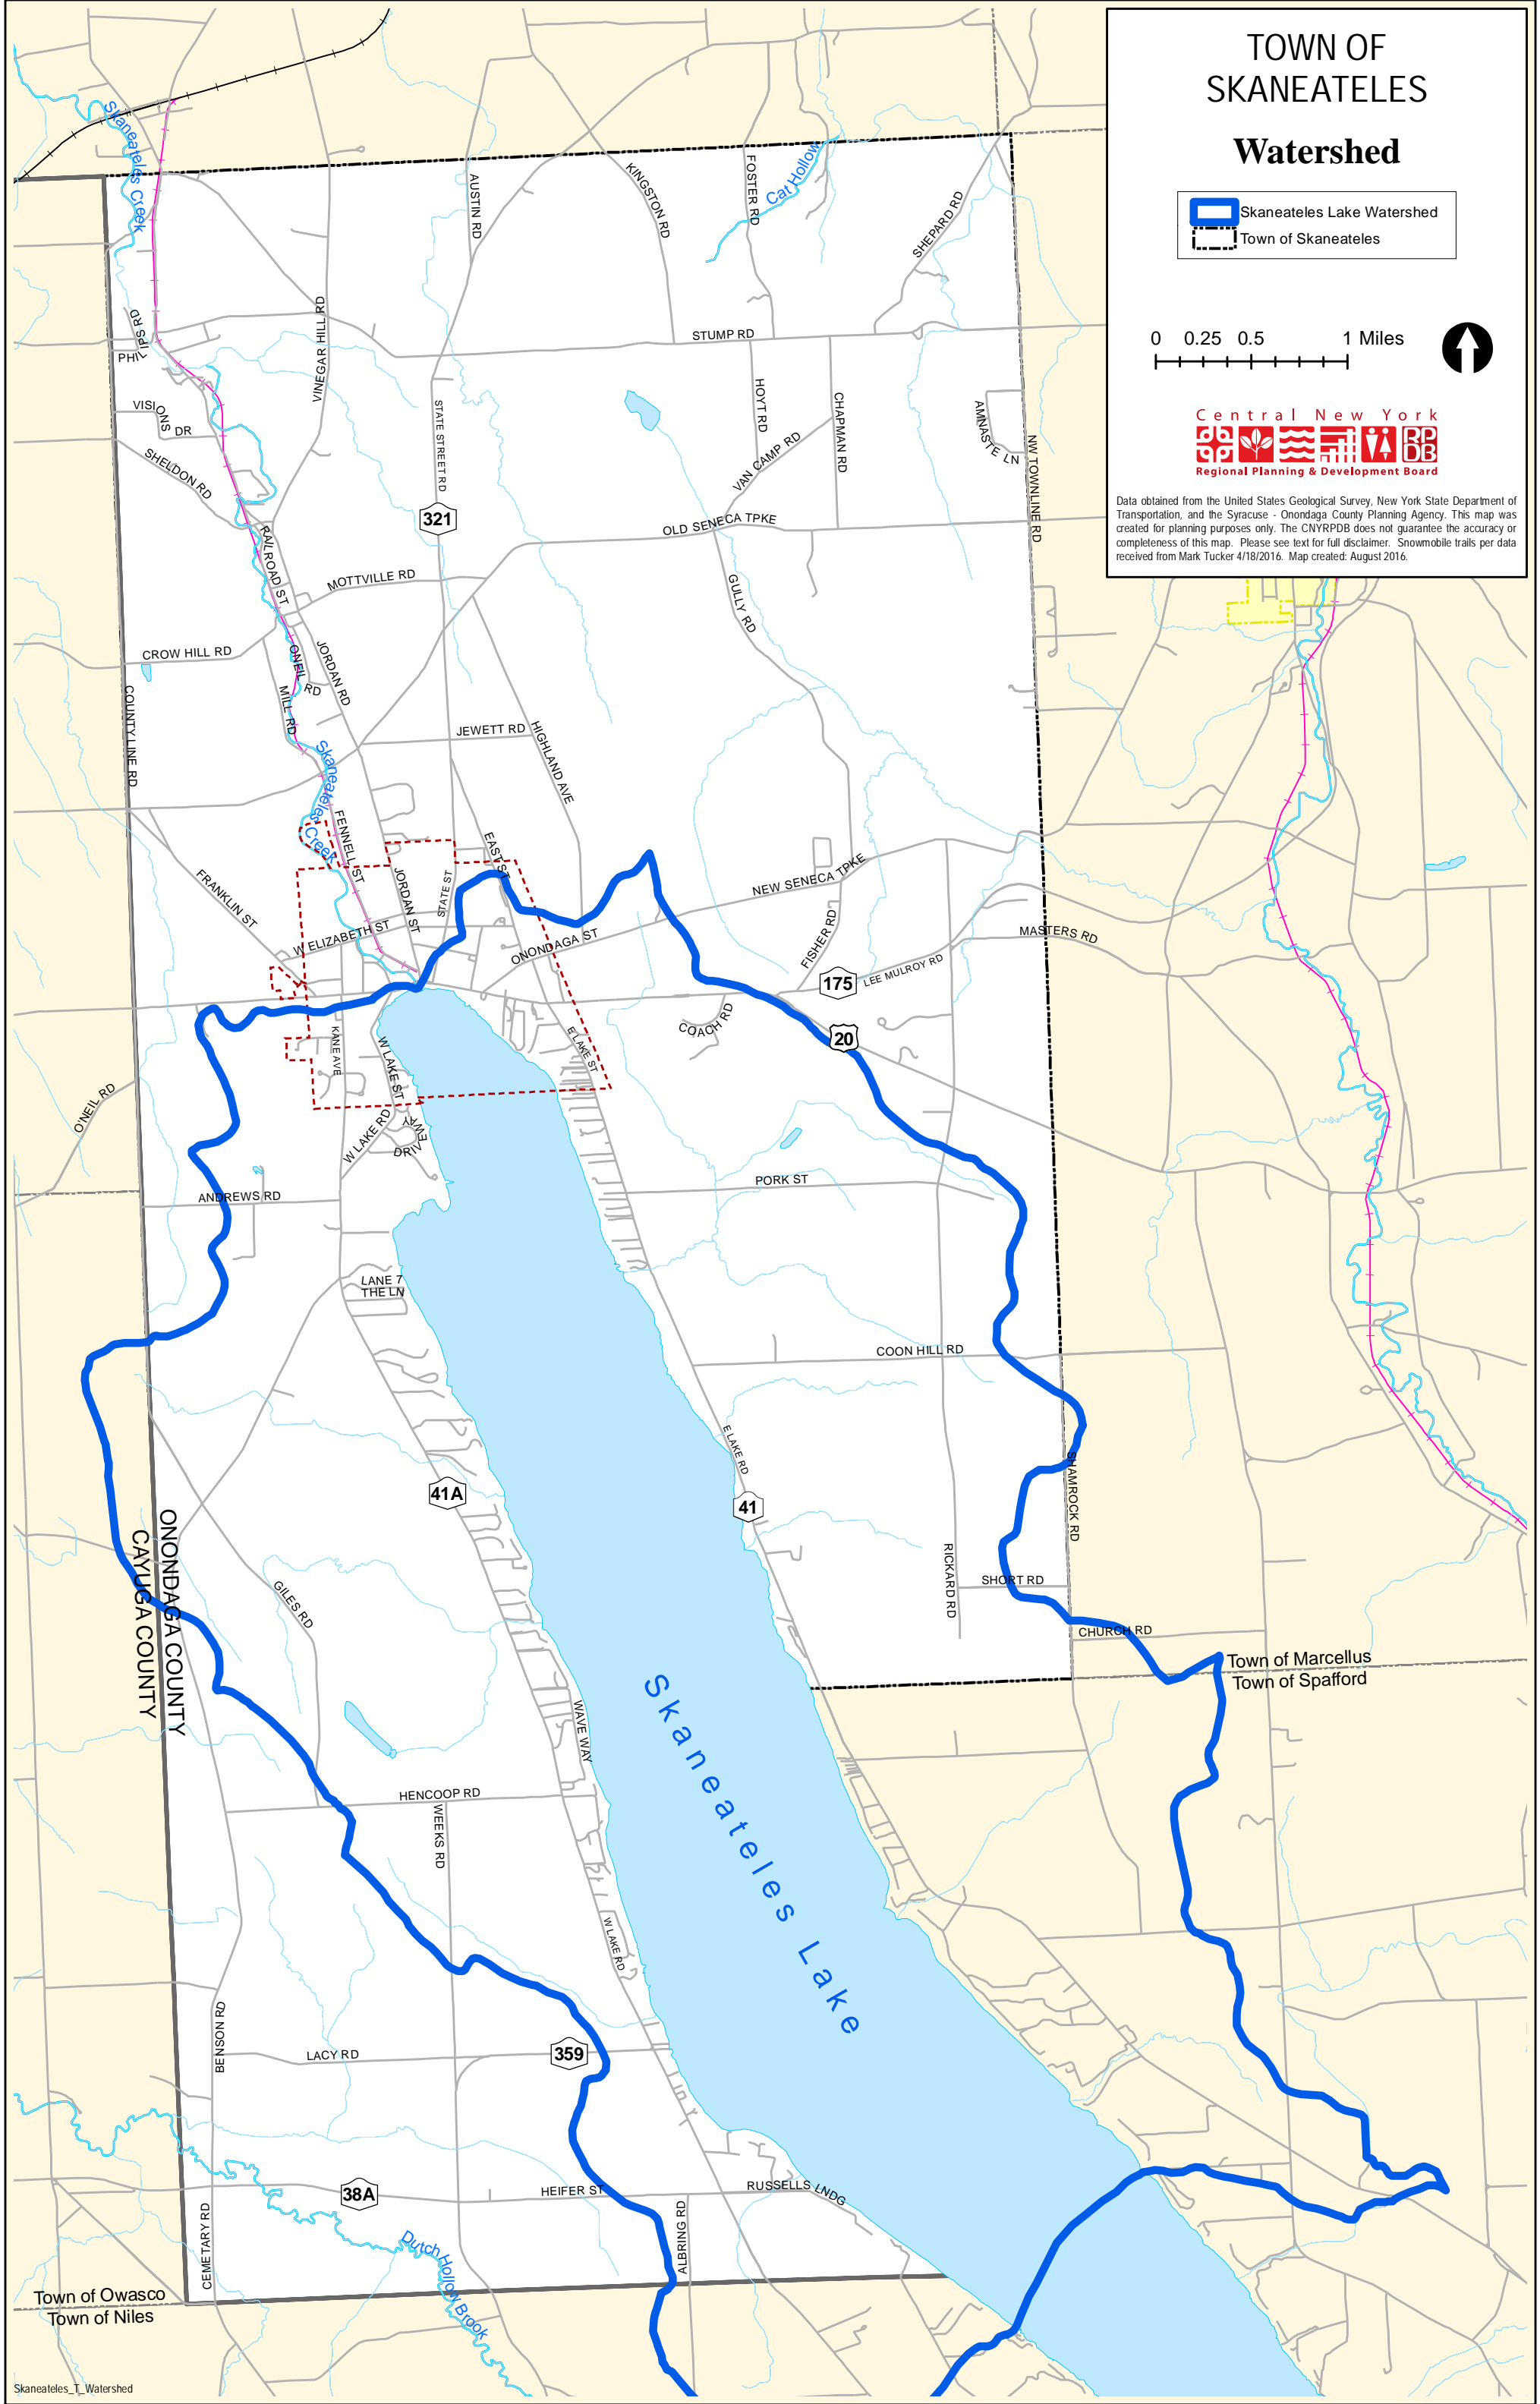 TOWN OF
SKANEATELES
Watershed
Skaneateles Lake Watershed
Town of Skaneateles
0 0.25 0.5 1 Miles
Central New York
RP
DB
Regional Planning & Development Board
Data obtained from the United States Geological Survey, New York State Department of
Transportation, and the Syracuse - Onondaga County Planning Agency. This map was
created for planning purposes only. The CNYRPDB does not guarantee the accuracy or
completeness of this map. Please see text for full disclaimer. Snowmobile trails per data
received from Mark Tucker 4/18/2016. Map created: August 2016.
Skaneateles Creek
AUSTIN RD
KINGSTON RD
FOSTER RD
Cat Hollow
SHEPARD RD
PHILLIPS RD
VINEGAR HILL RD
STUMP RD
VISIONS DR
SHELDON RD
STATE STREET RD
HOYT RD
CHAPMAN RD
VAN CAMP RD
AMNASTE LN
NW TOWNLINE RD
321
OLD SENECA TPKE
RAILROAD ST
MOTTVILLE RD
GULLY RD
CROW HILL RD
ONEIL RD
JORDAN RD
MILL RD
COUNTY LINE RD
JEWETT RD
HIGHLAND AVE
Skaneateles Creek
FENNELL ST
EAST ST
FRANKLIN ST
JORDAN ST
STATE ST
NEW SENECA TPKE
W ELIZABETH ST
ONONDAGA ST
FISHER RD
MASTERS RD
175
LEE MULROY RD
COACH RD
20
KANE AVE
W LAKE ST
E LAKE ST
O'NEIL RD
W LAKE RD
EWAY
DRIV
ANDREWS RD
PORK ST
LANE 7
THE LN
COON HILL RD
E LAKE RD
41A
41
SHAMROCK RD
ONONDAGA COUNTY
CAYUGA COUNTY
GILES RD
RICKARD RD
SHORT RD
CHURCH RD
Town of Marcellus
Town of Spafford
Skaneateles Lake
WAVE WAY
HENCOOP RD
WEEKS RD
W LAKE RD
BENSON RD
LACY RD
359
38A
HEIFER ST
RUSSELLS LNDG
CEMETARY RD
ALBRING RD
Dutch Hollow Brook
Town of Owasco
Town of Niles
Skaneateles_T_Watershed